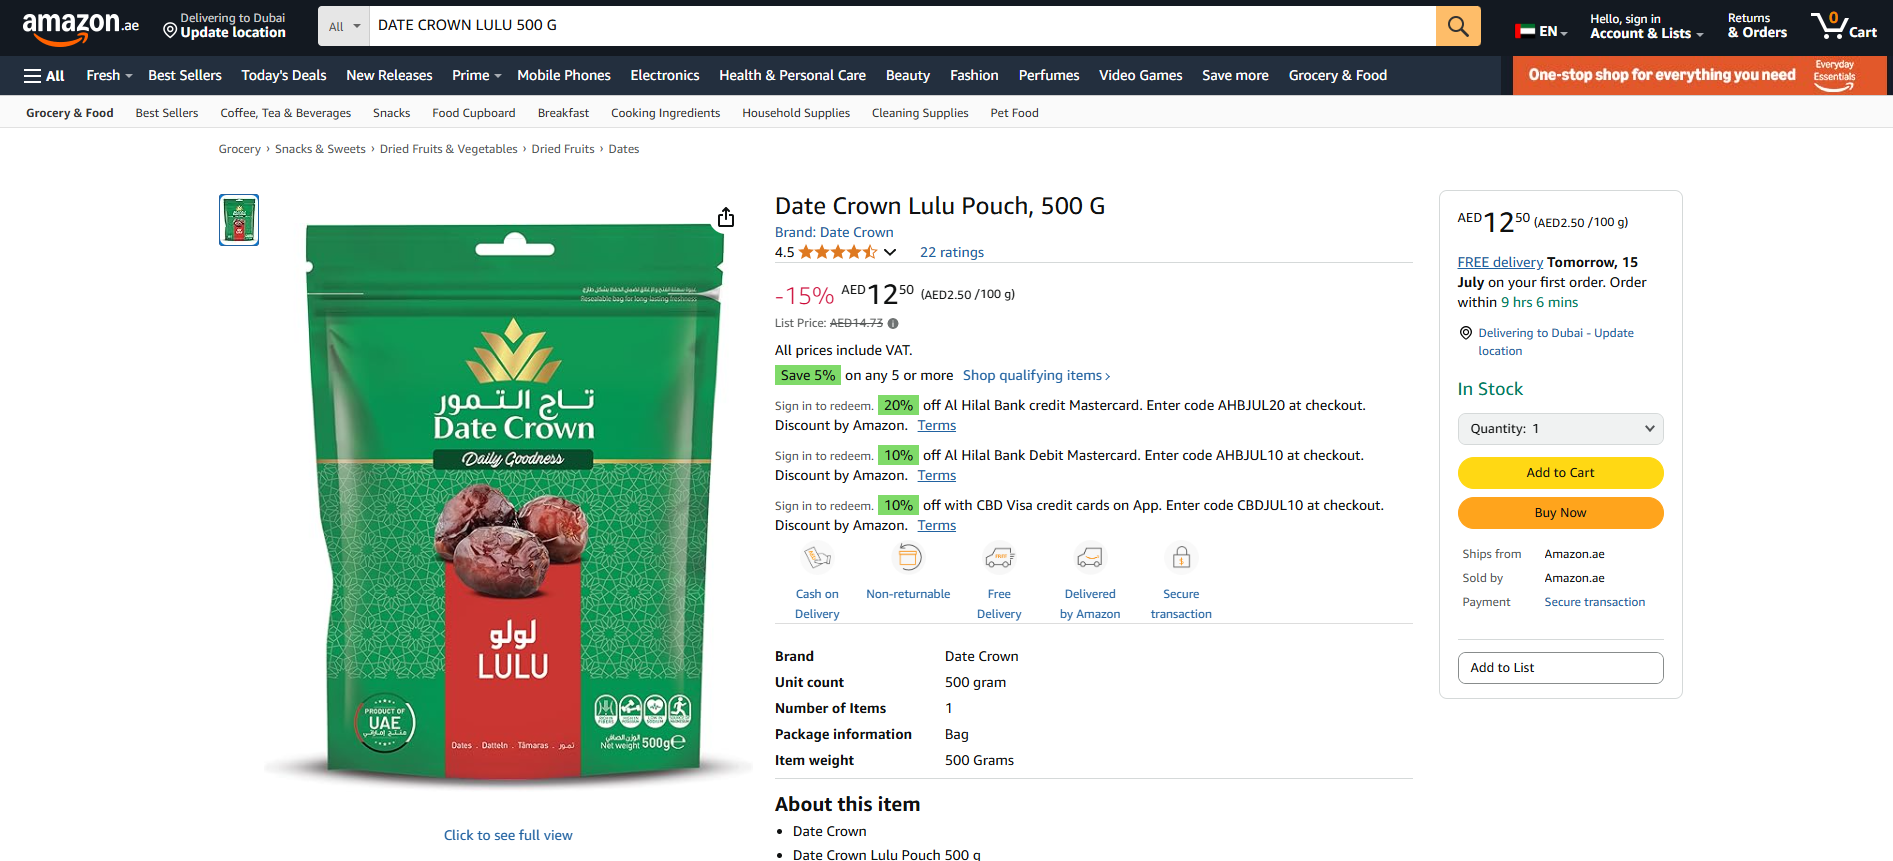 amazon.ae
Delivering to Dubai
Update location
All
DATE CROWN LULU 500 G
EN
Hello, sign in
Account & Lists
Returns
& Orders
0
Cart
All
Fresh
Best Sellers
Today's Deals
New Releases
Prime
Mobile Phones
Electronics
Health & Personal Care
Beauty
Fashion
Perfumes
Video Games
Save more
Grocery & Food
One-stop shop for everything you need
Everyday
Essentials
Grocery & Food
Best Sellers
Coffee, Tea & Beverages
Snacks
Food Cupboard
Breakfast
Cooking Ingredients
Household Supplies
Cleaning Supplies
Pet Food
Grocery › Snacks & Sweets › Dried Fruits & Vegetables › Dried Fruits › Dates
Resealable bag for long-lasting freshness
تاج التمور
Date Crown
Daily Goodness
لولو
LULU
PRODUCT OF
UAE
منتج إماراتي
Dates . Datteln . Tâmaras . تمور
الوزن الصافي
Net weight 500g e
Click to see full view
Date Crown Lulu Pouch, 500 G
Brand: Date Crown
4.5
22 ratings
-15% AED 12 50 (AED2.50 /100 g)
List Price: AED14.73
All prices include VAT.
Save 5% on any 5 or more Shop qualifying items ›
Sign in to redeem. 20% off Al Hilal Bank credit Mastercard. Enter code AHBJUL20 at checkout.
Discount by Amazon. Terms
Sign in to redeem. 10% off Al Hilal Bank Debit Mastercard. Enter code AHBJUL10 at checkout.
Discount by Amazon. Terms
Sign in to redeem. 10% off with CBD Visa credit cards on App. Enter code CBDJUL10 at checkout.
Discount by Amazon. Terms
Cash on
Delivery
Non-returnable
Free
Delivery
Delivered
by Amazon
Secure
transaction
Brand Date Crown
Unit count 500 gram
Number of Items 1
Package information Bag
Item weight 500 Grams
About this item
• Date Crown
• Date Crown Lulu Pouch 500 g
AED 12 50 (AED2.50 /100 g)
FREE delivery Tomorrow, 15
July on your first order. Order
within 9 hrs 6 mins
Delivering to Dubai - Update
location
In Stock
Quantity: 1
Add to Cart
Buy Now
Ships from Amazon.ae
Sold by Amazon.ae
Payment Secure transaction
Add to List